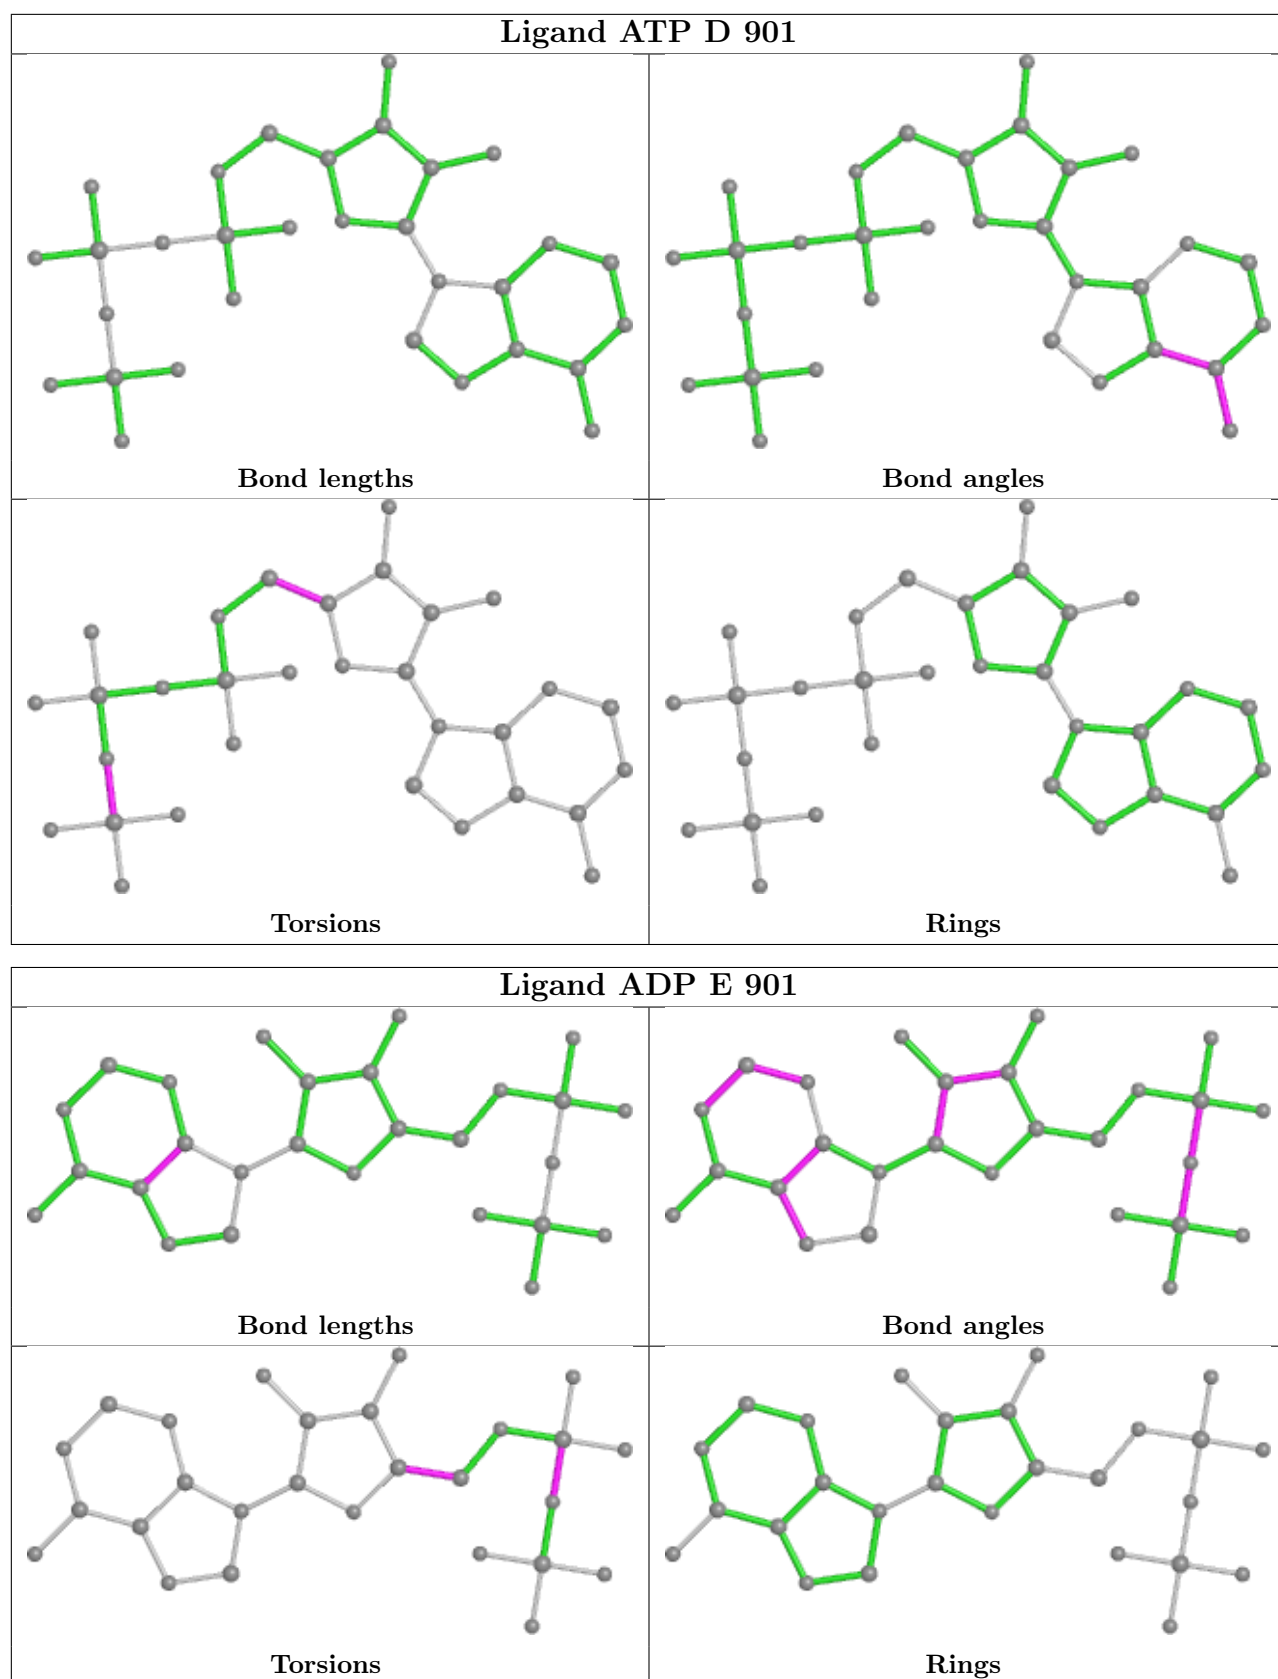 Ligand ATP D 901
Bond lengths
Bond angles
Torsions
Rings
Ligand ADP E 901
Bond lengths
Bond angles
Torsions
Rings